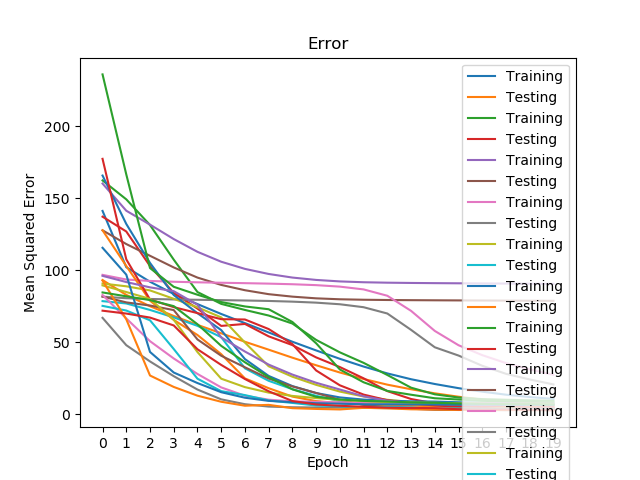 Error
Mean Squared Error
200
150
100
50
0
0 1 2 3 4 5 6 7 8 9 10 11 12 13 14 15 16 17 18 19
Epoch
Training
Testing
Training
Testing
Training
Testing
Training
Testing
Training
Testing
Training
Testing
Training
Testing
Training
Testing
Training
Testing
Training
Testing